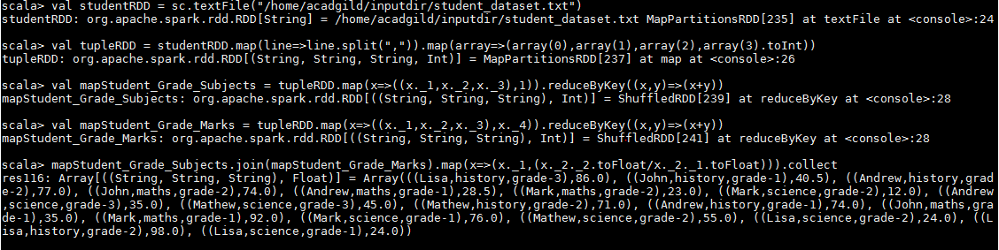 scala> val studentRDD = sc.textFile("/home/acadgild/inputdir/student_dataset.txt")
studentRDD: org.apache.spark.rdd.RDD[String] = /home/acadgild/inputdir/student_dataset.txt MapPartitionsRDD[235] at textFile at <console>:24
scala> val tupleRDD = studentRDD.map(line=>line.split(",")).map(array=>(array(0),array(1),array(2),array(3).toInt))
tupleRDD: org.apache.spark.rdd.RDD[(String, String, String, Int)] = MapPartitionsRDD[237] at map at <console>:26
scala> val mapStudent_Grade_Subjects = tupleRDD.map(x=>((x._1,x._2,x._3),1)).reduceByKey((x,y)=>(x+y))
mapStudent_Grade_Subjects: org.apache.spark.rdd.RDD[((String, String, String), Int)] = ShuffledRDD[239] at reduceByKey at <console>:28
scala> val mapStudent_Grade_Marks = tupleRDD.map(x=>((x._1,x._2,x._3),x._4)).reduceByKey((x,y)=>(x+y))
mapStudent_Grade_Marks: org.apache.spark.rdd.RDD[((String, String, String), Int)] = ShuffledRDD[241] at reduceByKey at <console>:28
scala> mapStudent_Grade_Subjects.join(mapStudent_Grade_Marks).map(x=>(x._1,(x._2._2.toFloat/x._2._1.toFloat))).collect
res116: Array[((String, String, String), Float)] = Array(((Lisa,history,grade-3),86.0), ((John,history,grade-1),40.5), ((Andrew,history,grad
e-2),77.0), ((John,maths,grade-2),74.0), ((Andrew,maths,grade-1),28.5), ((Mark,maths,grade-2),23.0), ((Mark,science,grade-2),12.0), ((Andrew
,science,grade-3),35.0), ((Mathew,science,grade-3),45.0), ((Mathew,history,grade-2),71.0), ((Andrew,history,grade-1),74.0), ((John,maths,gra
de-1),35.0), ((Mark,maths,grade-1),92.0), ((Mark,science,grade-1),76.0), ((Mathew,science,grade-2),55.0), ((Lisa,science,grade-2),24.0), ((L
isa,history,grade-2),98.0), ((Lisa,science,grade-1),24.0))